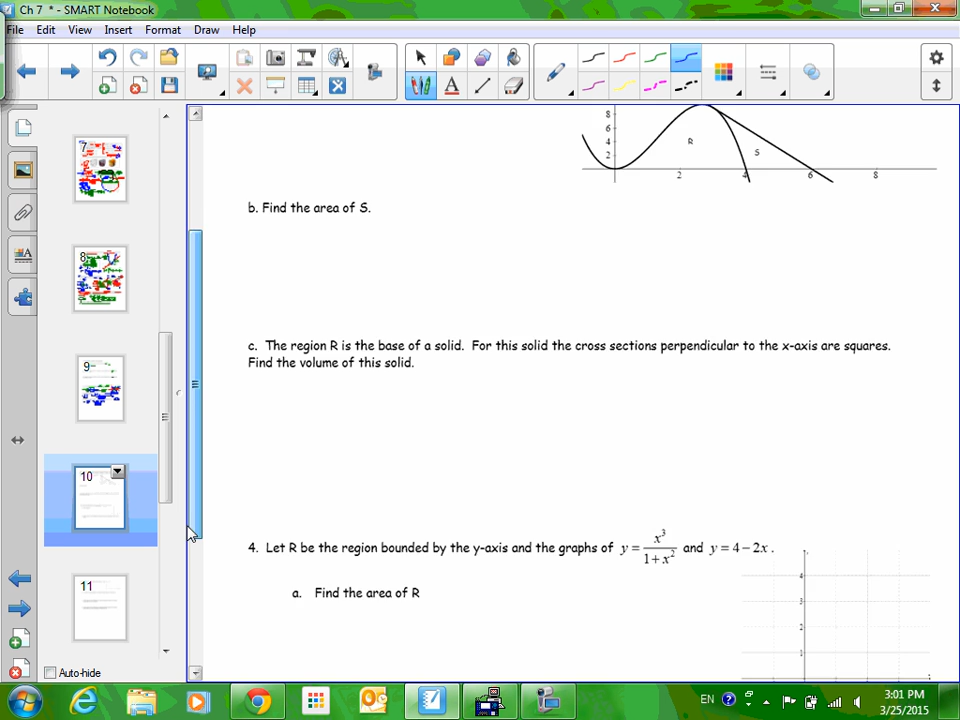 Ch 7 * - SMART Notebook
File Edit View Insert Format Draw Help
7
8
9
10
11
Auto-hide
8
6
4
2
R
S
2 4 6 8
b. Find the area of S.
c. The region R is the base of a solid. For this solid the cross sections perpendicular to the x-axis are squares.
Find the volume of this solid.
4. Let R be the region bounded by the y-axis and the graphs of y = x³/(1 + x²) and y = 4 − 2x .
a. Find the area of R
4
3
2
1
EN
3:01 PM
3/25/2015